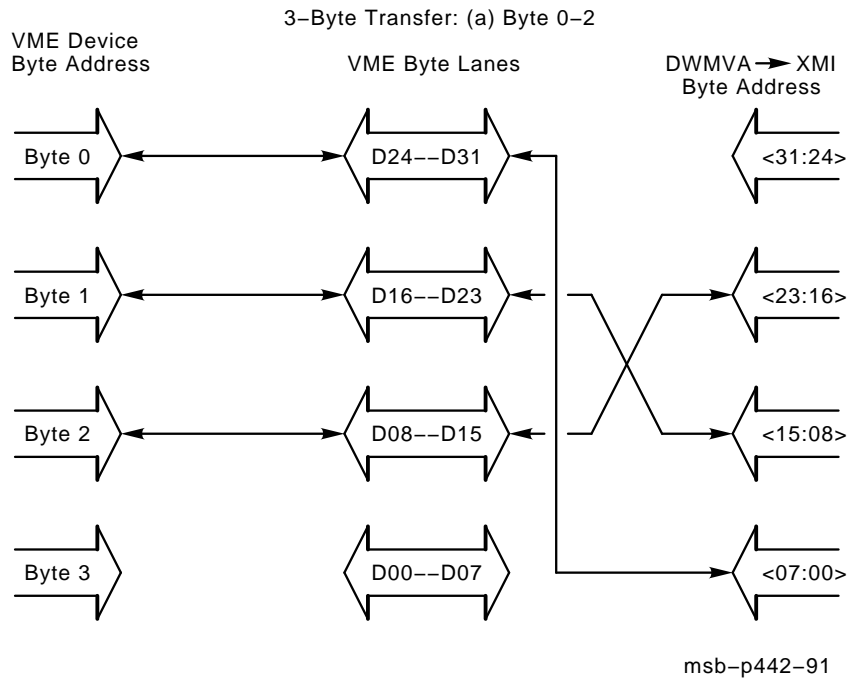 3−Byte Transfer: (a) Byte 0−2
VME Device
Byte Address
VME Byte Lanes
DWMVA → XMI
Byte Address
Byte 0
D24−−D31
<31:24>
Byte 1
D16−−D23
<23:16>
Byte 2
D08−−D15
<15:08>
Byte 3
D00−−D07
<07:00>
msb−p442−91